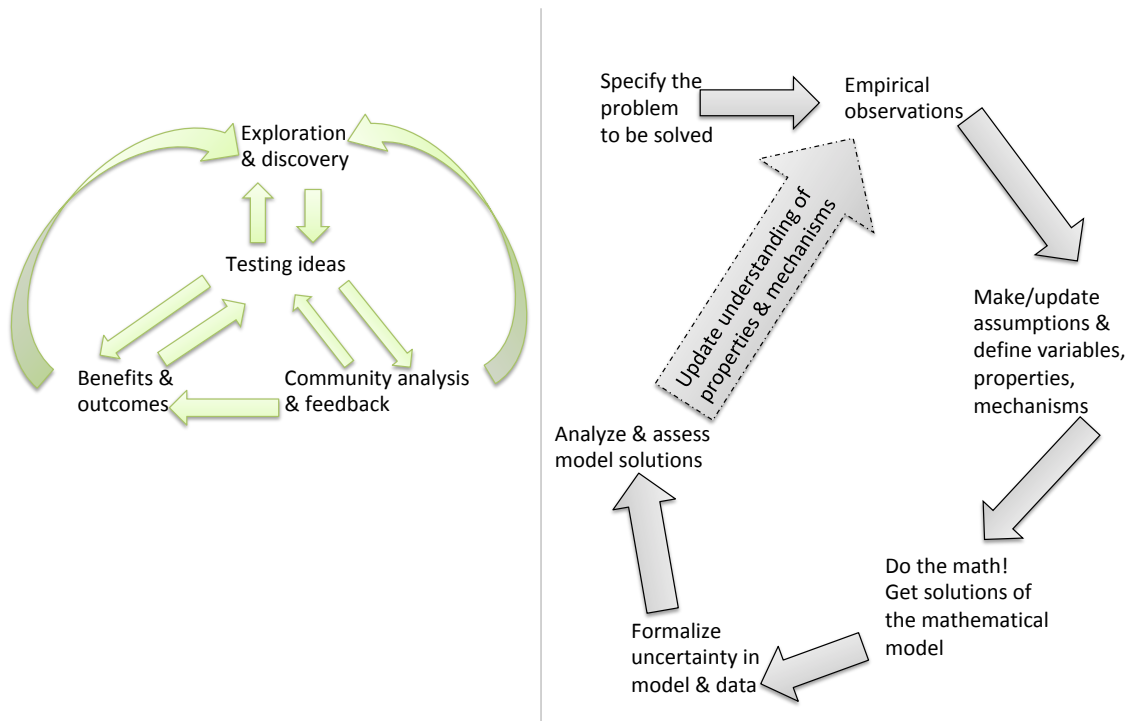 Exploration
& discovery
Testing ideas
Benefits &
outcomes
Community analysis
& feedback
Specify the
problem
to be solved
Empirical
observations
Update understanding of
properties & mechanisms
Make/update
assumptions &
define variables,
properties,
mechanisms
Analyze & assess
model solutions
Do the math!
Get solutions of
the mathematical
model
Formalize
uncertainty in
model & data